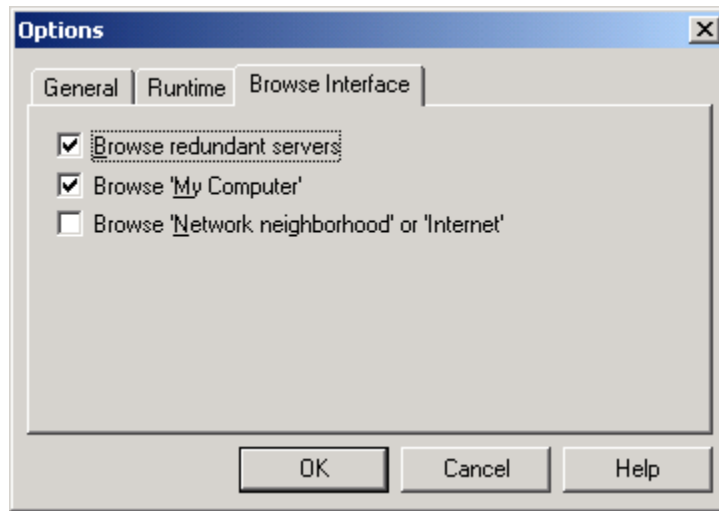 Options
General
Runtime
Browse Interface
Browse redundant servers
Browse 'My Computer'
Browse 'Network neighborhood' or 'Internet'
OK
Cancel
Help